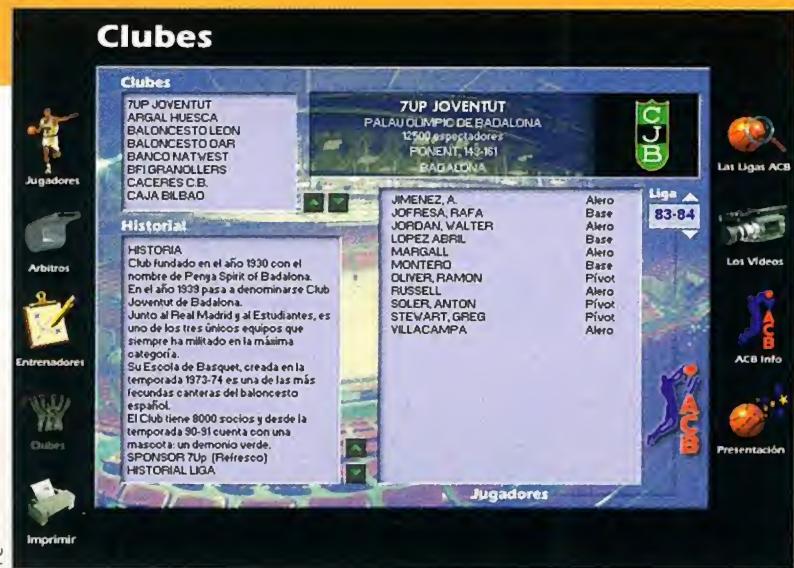 Clubes
Clubes
7UP JOVENTUT
ARGAL HUESCA
BALONCESTO LEON
BALONCESTO OAR
BANCO NATWEST
BFI GRANOLLERS
CACERES C.B.
CAJA BILBAO
7UP JOVENTUT
PALAU OLIMPIC DE BADALONA
12500 espectadores
PONENT, 143-161
BADALONA
CJB
Jugadores
Arbitros
Entrenadores
Clubes
Imprimir
Historial
HISTORIA
Club fundado en el año 1930 con el
nombre de Penya Spirit of Badalona.
En el año 1939 pasa a denominarse Club
Joventut de Badalona.
Junto al Real Madrid y al Estudiantes, es
uno de los tres únicos equipos que
siempre ha militado en la máxima
categoría.
Su Escola de Basquet, creada en la
temporada 1973-74 es una de las más
fecundas canteras del baloncesto
español.
El Club tiene 8000 socios y desde la
temporada 90-91 cuenta con una
mascota: un demonio verde.
SPONSOR 7Up (Refresco)
HISTORIAL LIGA
JIMENEZ, A. Alero
JOFRESA, RAFA Base
JORDAN, WALTER Alero
LOPEZ ABRIL Base
MARGALL Alero
MONTERO Base
OLIVER, RAMON Pívot
RUSSELL Alero
SOLER, ANTON Pívot
STEWART, GREG Pívot
VILLACAMPA Alero
Jugadores
Liga
83-84
ACB
Las Ligas ACB
Los Vídeos
ACB
ACB Info
Presentación